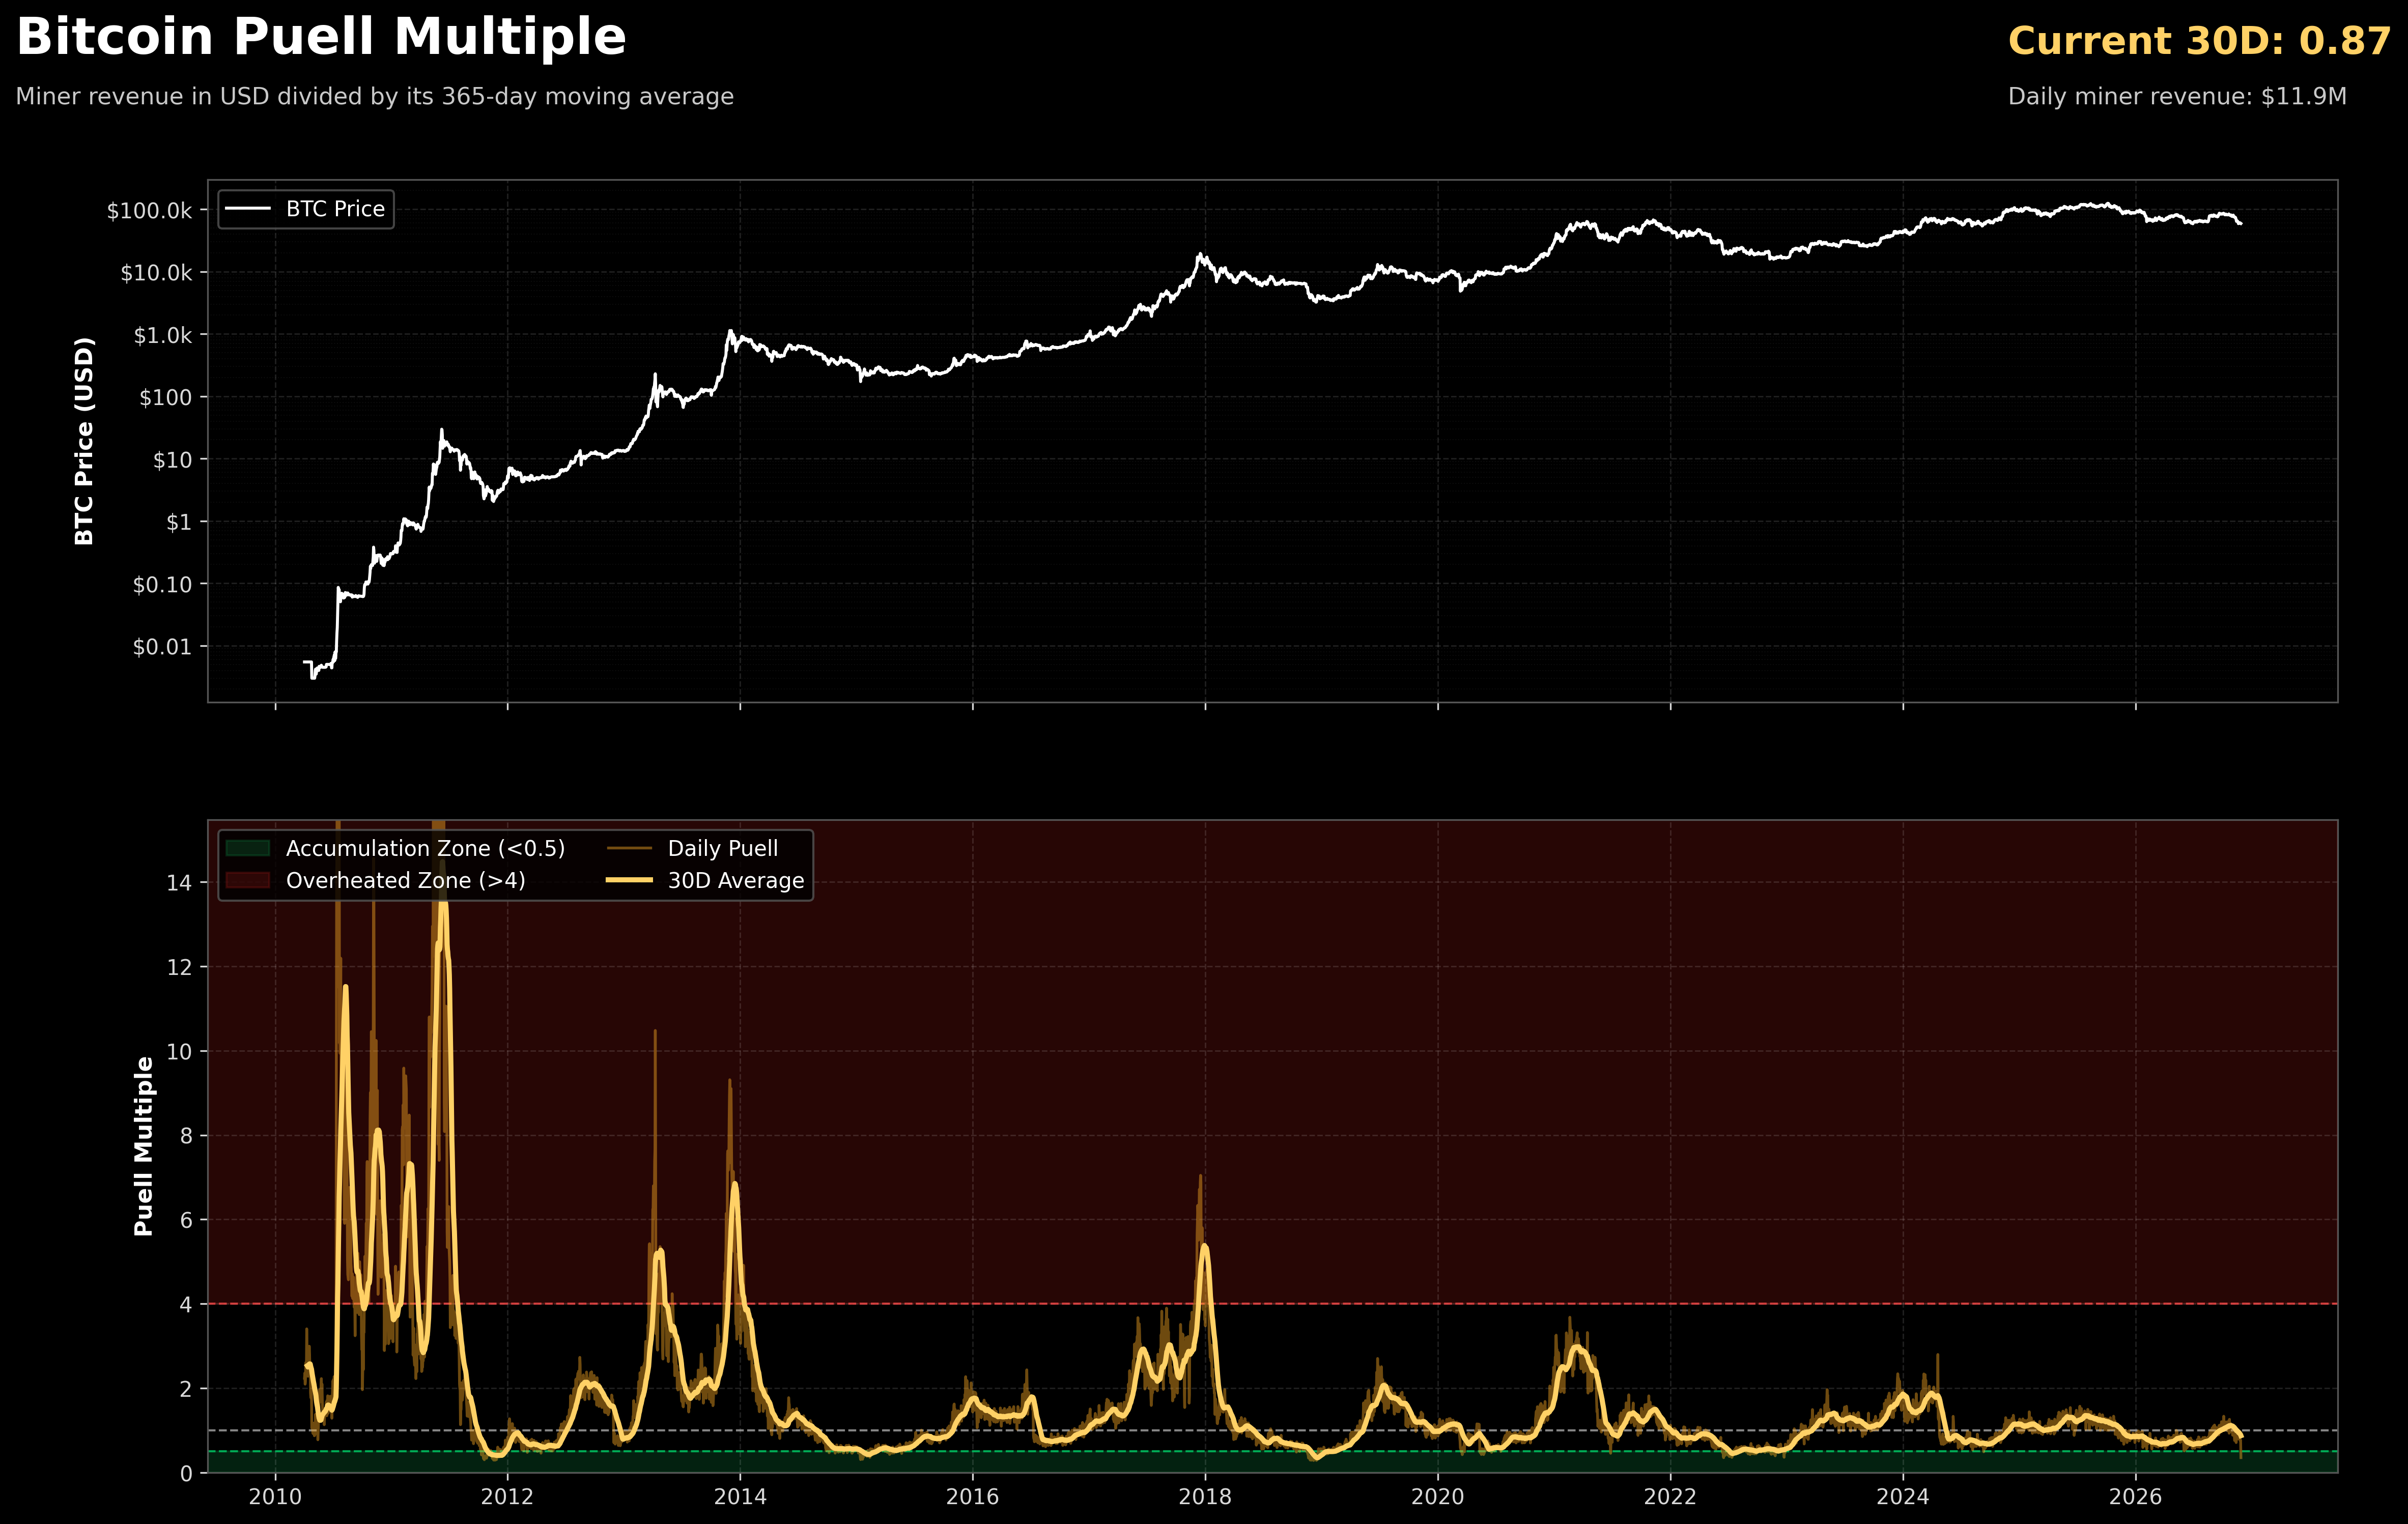 Bitcoin Puell Multiple
Current 30D: 0.87
Miner revenue in USD divided by its 365-day moving average
Daily miner revenue: $11.9M
BTC Price
BTC Price (USD)
$100.0k
$10.0k
$1.0k
$100
$10
$1
$0.10
$0.01
Accumulation Zone (<0.5)
Overheated Zone (>4)
Daily Puell
30D Average
Puell Multiple
14
12
10
8
6
4
2
0
2010
2012
2014
2016
2018
2020
2022
2024
2026